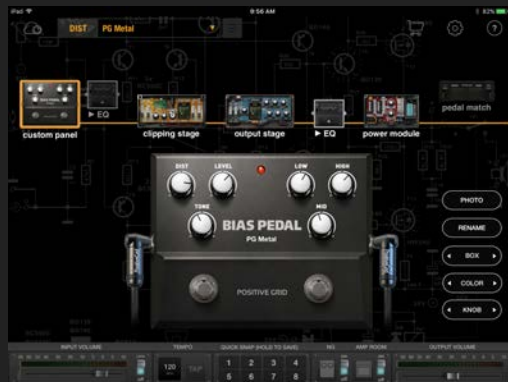 iPad
9:56 AM
82%
DIST
PG Metal
?
▶ EQ
custom panel
clipping stage
output stage
▶ EQ
power module
pedal match
DIST
LEVEL
LOW
HIGH
TONE
MID
BIAS PEDAL
PG Metal
POSITIVE GRID
PHOTO
RENAME
BOX
COLOR
KNOB
INPUT VOLUME
TEMPO
QUICK SNAP (HOLD TO SAVE)
NG
AMP ROOM
OUTPUT VOLUME
120
TAP
1 2 3 4
5 6 7 8